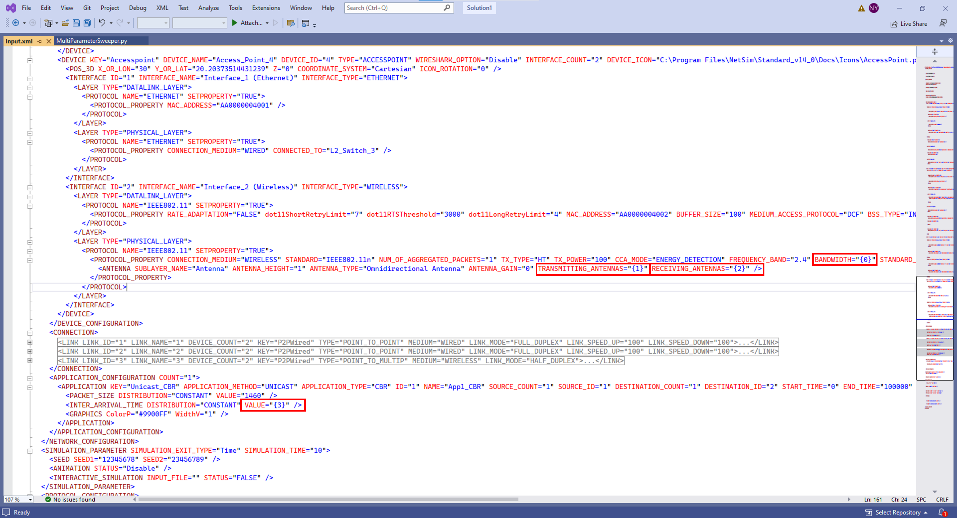 File Edit View Git Project Debug XML Test Analyze Tools Extensions Window Help Search (Ctrl+Q) Solution1 NY
Attach... Live Share
Input.xml MultiParameterSweeper.py
</DEVICE>
<DEVICE KEY="Accesspoint" DEVICE_NAME="Access_Point_4" DEVICE_ID="4" TYPE="ACCESSPOINT" WIRESHARK_OPTION="Disable" INTERFACE_COUNT="2" DEVICE_ICON="C:\Program Files\NetSim\Standard_v14_0\Docs\Icons\AccessPoint.p
<POS_3D X_OR_LON="30" Y_OR_LAT="20.20373514431239" Z="0" COORDINATE_SYSTEM="Cartesian" ICON_ROTATION="0" />
<INTERFACE ID="1" INTERFACE_NAME="Interface_1 (Ethernet)" INTERFACE_TYPE="ETHERNET">
<LAYER TYPE="DATALINK_LAYER">
<PROTOCOL NAME="ETHERNET" SETPROPERTY="TRUE">
<PROTOCOL_PROPERTY MAC_ADDRESS="AA0000004001" />
</PROTOCOL>
</LAYER>
<LAYER TYPE="PHYSICAL_LAYER">
<PROTOCOL NAME="ETHERNET" SETPROPERTY="TRUE">
<PROTOCOL_PROPERTY CONNECTION_MEDIUM="WIRED" CONNECTED_TO="L2_Switch_3" />
</PROTOCOL>
</LAYER>
</INTERFACE>
<INTERFACE ID="2" INTERFACE_NAME="Interface_2 (Wireless)" INTERFACE_TYPE="WIRELESS">
<LAYER TYPE="DATALINK_LAYER">
<PROTOCOL NAME="IEEE802.11" SETPROPERTY="TRUE">
<PROTOCOL_PROPERTY RATE_ADAPTATION="FALSE" dot11ShortRetryLimit="7" dot11RTSThreshold="3000" dot11LongRetryLimit="4" MAC_ADDRESS="AA0000004002" BUFFER_SIZE="100" MEDIUM_ACCESS_PROTOCOL="DCF" BSS_TYPE="IN
</PROTOCOL>
</LAYER>
<LAYER TYPE="PHYSICAL_LAYER">
<PROTOCOL NAME="IEEE802.11" SETPROPERTY="TRUE">
<PROTOCOL_PROPERTY CONNECTION_MEDIUM="WIRELESS" STANDARD="IEEE802.11n" NUM_OF_AGGREGATED_PACKETS="1" TX_TYPE="HT" TX_POWER="100" CCA_MODE="ENERGY_DETECTION" FREQUENCY_BAND="2.4" BANDWIDTH="{0}" STANDARD_
<ANTENNA SUBLAYER_NAME="Antenna" ANTENNA_HEIGHT="1" ANTENNA_TYPE="Omnidirectional Antenna" ANTENNA_GAIN="0" TRANSMITTING_ANTENNAS="{1}" RECEIVING_ANTENNAS="{2}" />
</PROTOCOL_PROPERTY>
</PROTOCOL>
</LAYER>
</INTERFACE>
</DEVICE>
</DEVICE_CONFIGURATION>
<CONNECTION>
<LINK LINK_ID="1" LINK_NAME="1" DEVICE_COUNT="2" KEY="P2PWired" TYPE="POINT_TO_POINT" MEDIUM="WIRED" LINK_MODE="FULL_DUPLEX" LINK_SPEED_UP="100" LINK_SPEED_DOWN="100">...</LINK>
<LINK LINK_ID="2" LINK_NAME="2" DEVICE_COUNT="2" KEY="P2PWired" TYPE="POINT_TO_POINT" MEDIUM="WIRED" LINK_MODE="FULL_DUPLEX" LINK_SPEED_UP="100" LINK_SPEED_DOWN="100">...</LINK>
<LINK LINK_ID="3" LINK_NAME="3" DEVICE_COUNT="2" TYPE="POINT_TO_MULTIP" MEDIUM="WIRELESS" LINK_MODE="HALF_DUPLEX">...</LINK>
</CONNECTION>
<APPLICATION_CONFIGURATION COUNT="1">
<APPLICATION KEY="Unicast_CBR" APPLICATION_METHOD="UNICAST" APPLICATION_TYPE="CBR" ID="1" NAME="App1_CBR" SOURCE_COUNT="1" SOURCE_ID="1" DESTINATION_COUNT="1" DESTINATION_ID="2" START_TIME="0" END_TIME="100000"
<PACKET_SIZE DISTRIBUTION="CONSTANT" VALUE="1460" />
<INTER_ARRIVAL_TIME DISTRIBUTION="CONSTANT" VALUE="{3}" />
<GRAPHICS ColorP="#9900FF" WidthV="1" />
</APPLICATION>
</APPLICATION_CONFIGURATION>
</NETWORK_CONFIGURATION>
<SIMULATION_PARAMETER SIMULATION_EXIT_TYPE="Time" SIMULATION_TIME="10">
<SEED SEED1="12345678" SEED2="23456789" />
<ANIMATION STATUS="Disable" />
<INTERACTIVE_SIMULATION INPUT_FILE="" STATUS="FALSE" />
</SIMULATION_PARAMETER>
<PROTOCOL_CONFIGURATION>
107 % No issues found Ln: 161 Ch: 24 SPC CRLF
Ready Select Repository